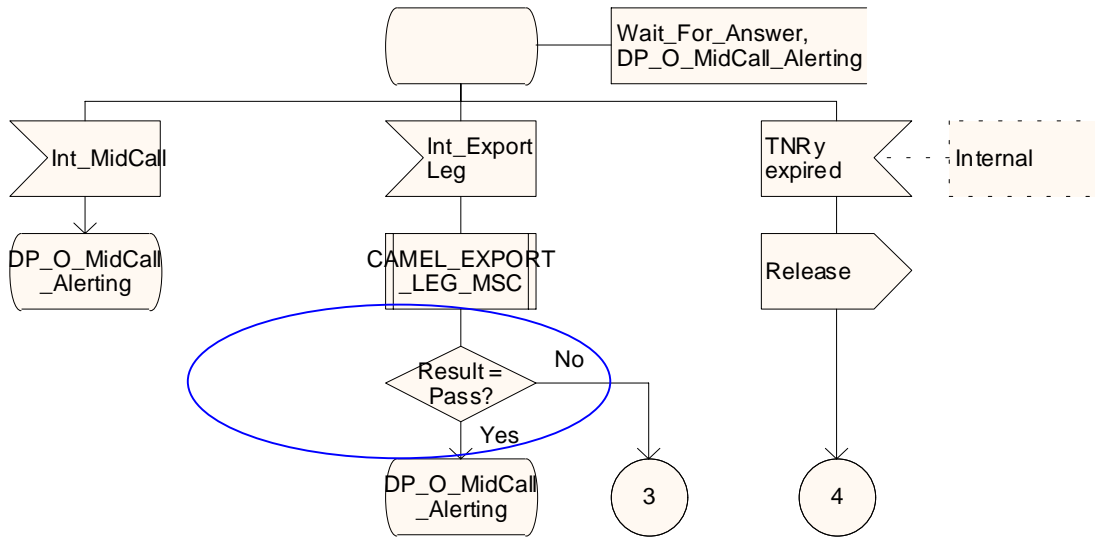 Wait_For_Answer,
DP_O_MidCall_Alerting
Int_MidCall
Int_Export
Leg
TNRy
expired
Internal
DP_O_MidCall
_Alerting
CAMEL_EXPORT
_LEG_MSC
Release
Result =
Pass?
No
Yes
DP_O_MidCall
_Alerting
3
4